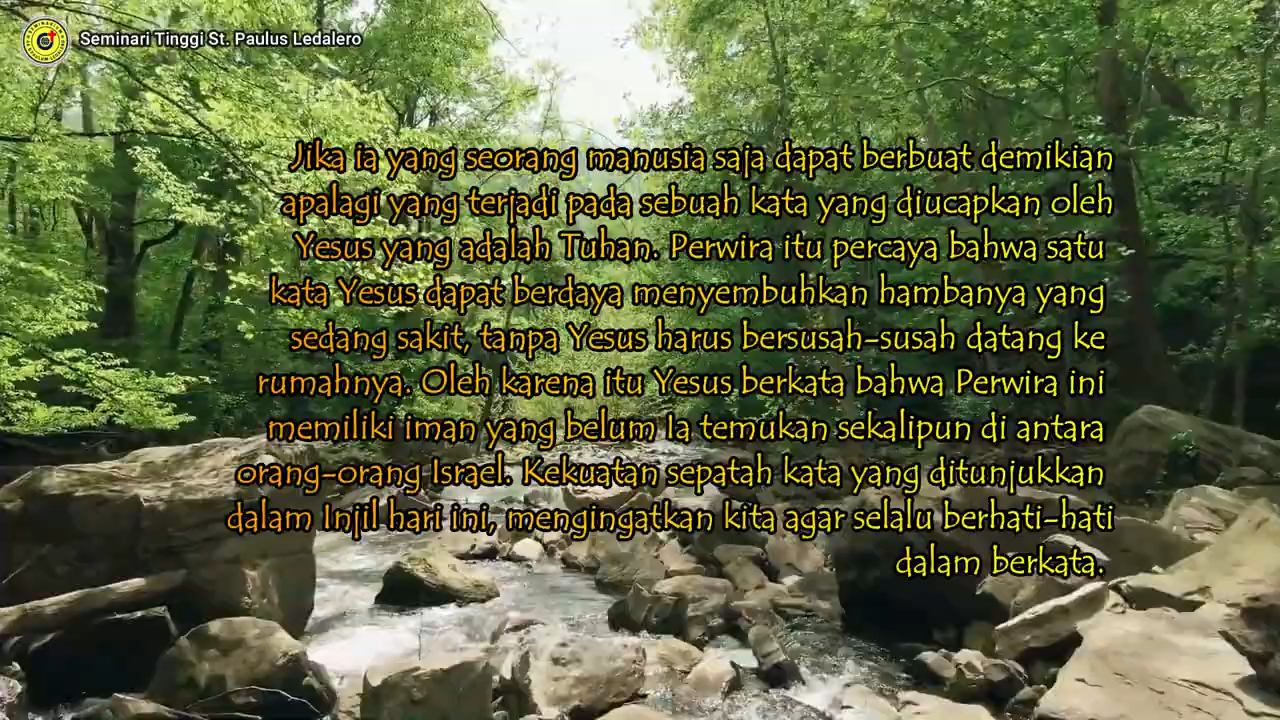 Seminari Tinggi St. Paulus Ledalero
Jika ia yang seorang manusia saja dapat berbuat demikian
apalagi yang terjadi pada sebuah kata yang diucapkan oleh
Yesus yang adalah Tuhan. Perwira itu percaya bahwa satu
kata Yesus dapat berdaya menyembuhkan hambanya yang
sedang sakit, tanpa Yesus harus bersusah-susah datang ke
rumahnya. Oleh karena itu Yesus berkata bahwa Perwira ini
memiliki iman yang belum Ia temukan sekalipun di antara
orang-orang Israel. Kekuatan sepatah kata yang ditunjukkan
dalam Injil hari ini, mengingatkan kita agar selalu berhati-hati
dalam berkata.